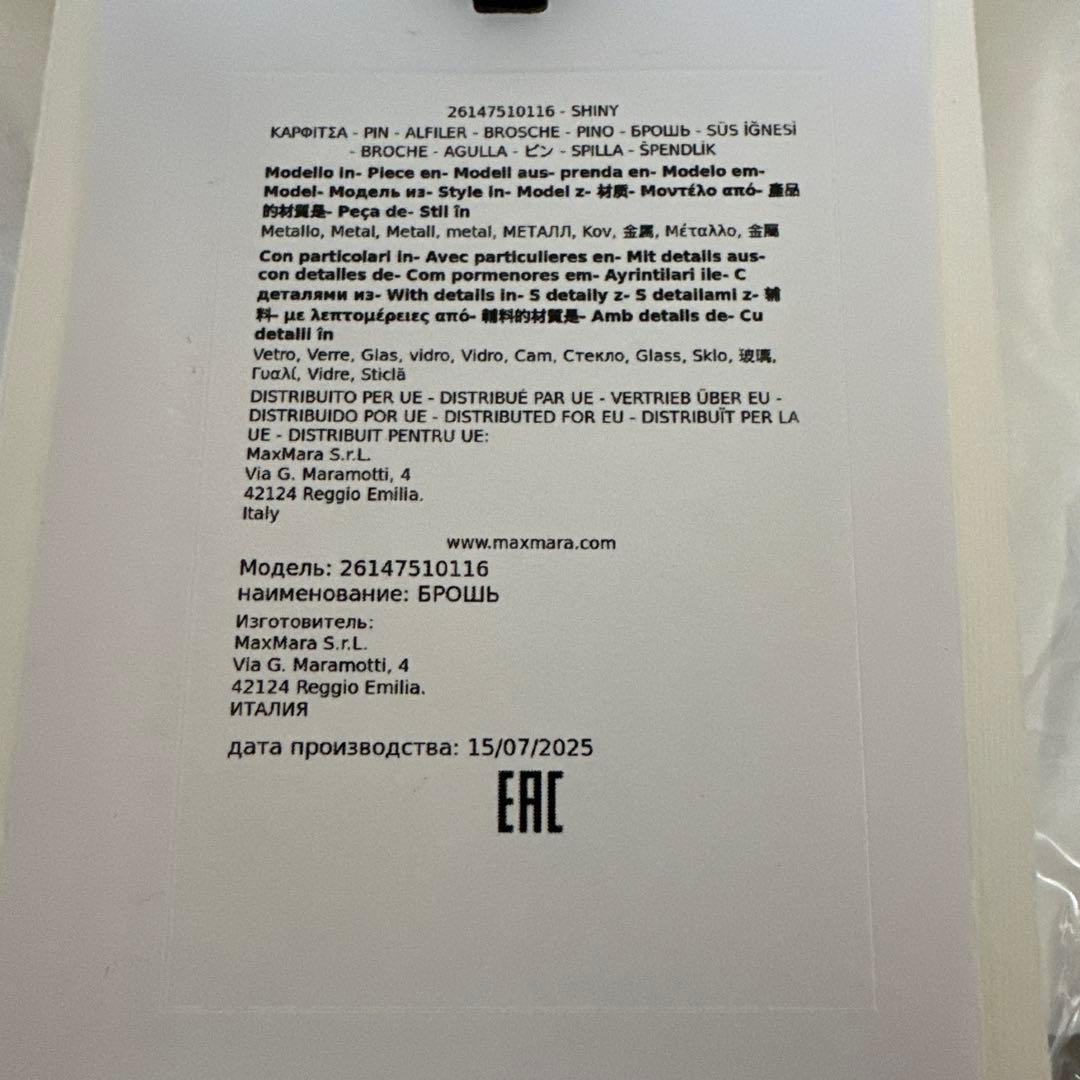 26147510116 - SHINY
ΚΑΡΦΙΤΣΑ - PIN - ALFILER - BROSCHE - PINO - БРОШЬ - SÜS İĞNESİ
- BROCHE - AGULLA - ピン - SPILLA - ŠPENDLÍK
Modello in- Piece en- Modell aus- prenda en- Modelo em-
Model- Модель из- Style in- Model z- 材质- Μοντέλο από- 產品
的材質是- Peça de- Stil în
Metallo, Metal, Metall, metal, МЕТАЛЛ, Kov, 金属, Μέταλλο, 金屬
Con particolari in- Avec particulieres en- Mit details aus-
con detalles de- Com pormenores em- Ayrintilari ile- С
деталями из- With details in- S detaily z- S detailami z- 辅
料- με λεπτομέρειες από- 輔料的材質是- Amb details de- Cu
detalii în
Vetro, Verre, Glas, vidro, Vidro, Cam, Стекло, Glass, Sklo, 玻璃,
Γυαλί, Vidre, Sticlă
DISTRIBUITO PER UE - DISTRIBUÉ PAR UE - VERTRIEB ÜBER EU -
DISTRIBUIDO POR UE - DISTRIBUTED FOR EU - DISTRIBUÏT PER LA
UE - DISTRIBUIT PENTRU UE:
MaxMara S.r.L.
Via G. Maramotti, 4
42124 Reggio Emilia.
Italy
www.maxmara.com
Модель: 26147510116
наименование: БРОШЬ
Изготовитель:
MaxMara S.r.L.
Via G. Maramotti, 4
42124 Reggio Emilia.
ИТАЛИЯ
дата производства: 15/07/2025
EAC